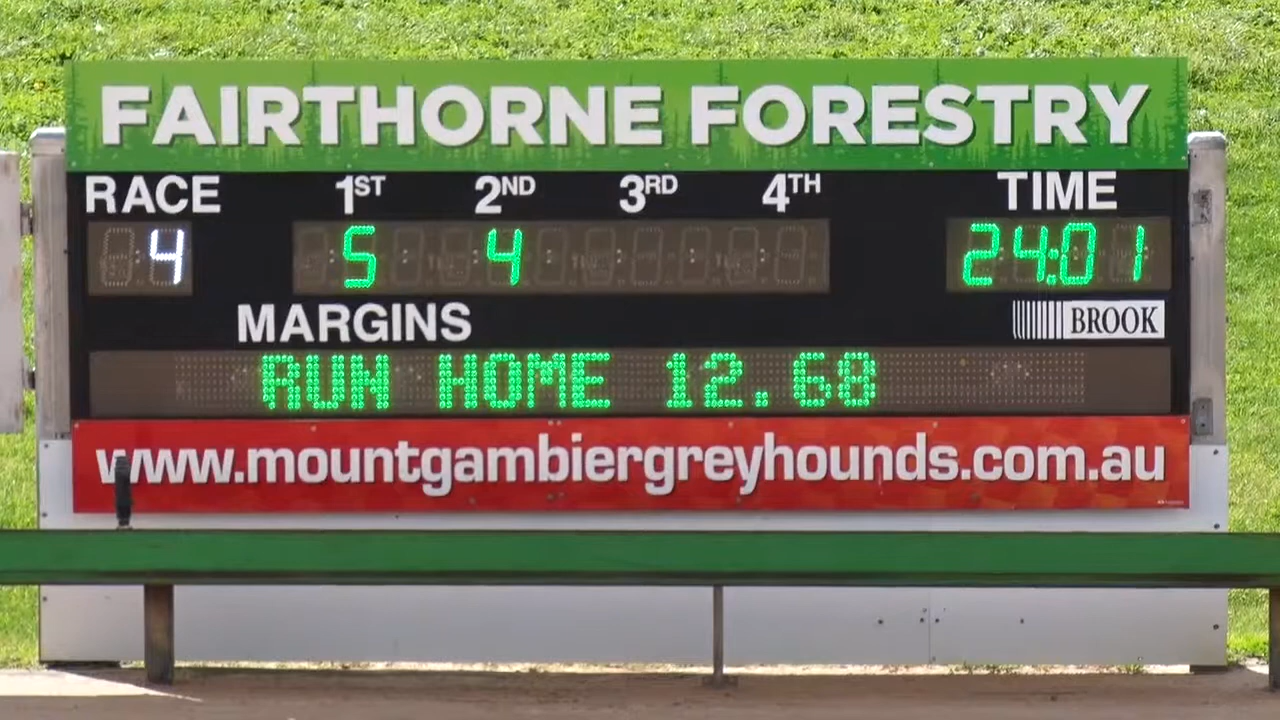 FAIRTHORNE FORESTRY
RACE 1ST 2ND 3RD 4TH TIME
4 5 4 24:01
MARGINS BROOK
RUN HOME 12.68
www.mountgambiergreyhounds.com.au